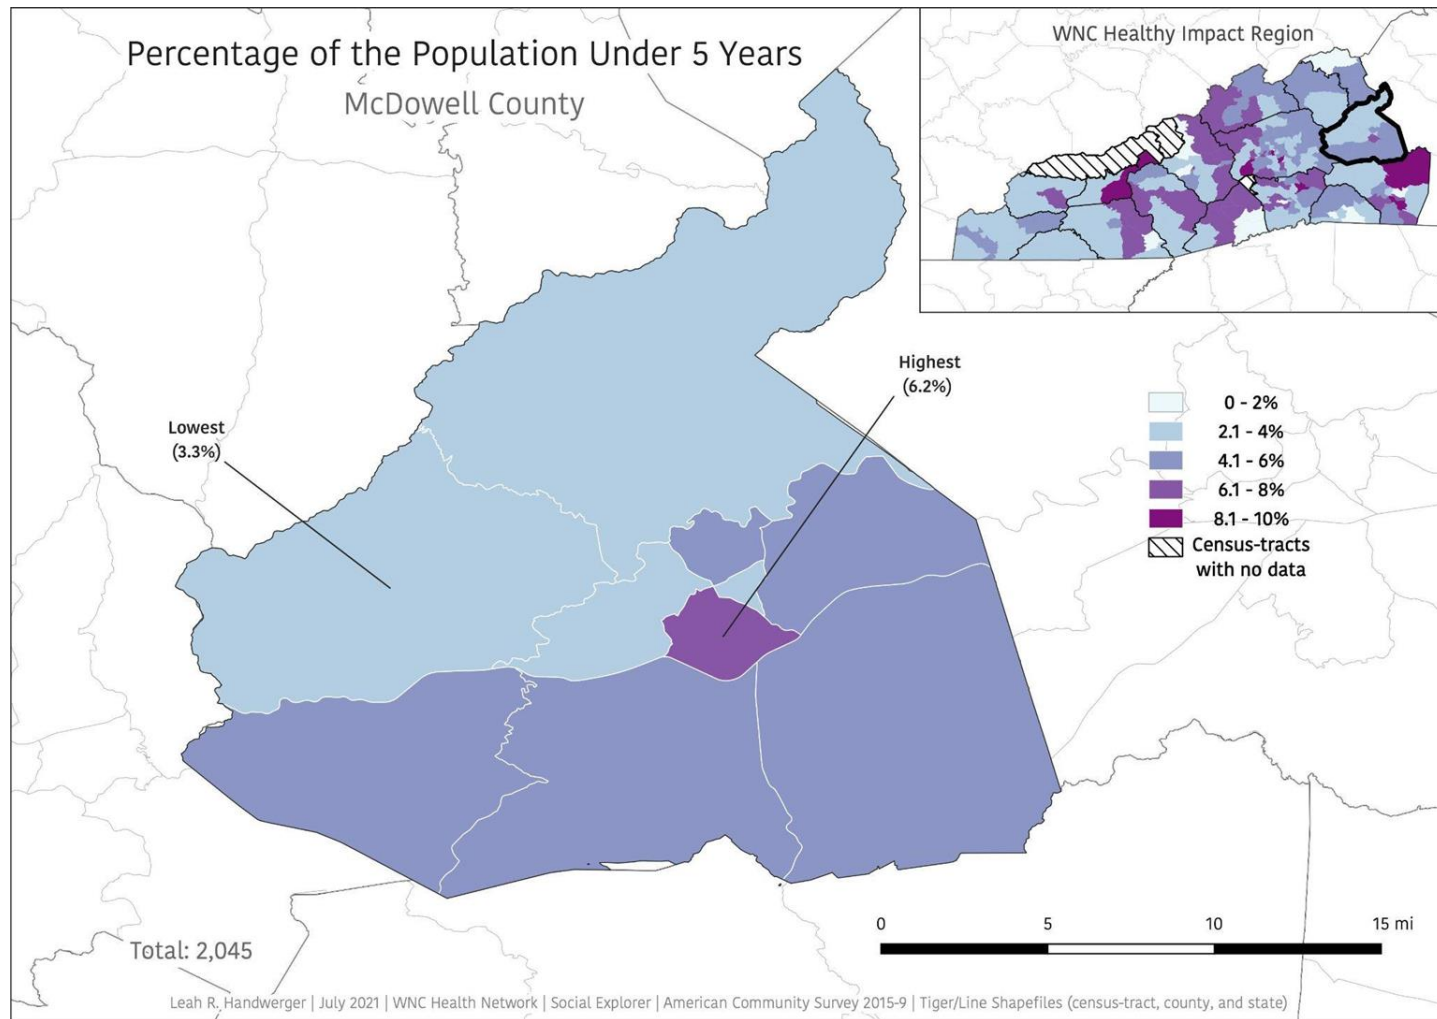 Percentage of the Population Under 5 Years
McDowell County
WNC Healthy Impact Region
Highest
(6.2%)
Lowest
(3.3%)
0 - 2%
2.1 - 4%
4.1 - 6%
6.1 - 8%
8.1 - 10%
Census-tracts
with no data
0 5 10 15 mi
Total: 2,045
Leah R. Handwerger | July 2021 | WNC Health Network | Social Explorer | American Community Survey 2015-9 | Tiger/Line Shapefiles (census-tract, county, and state)